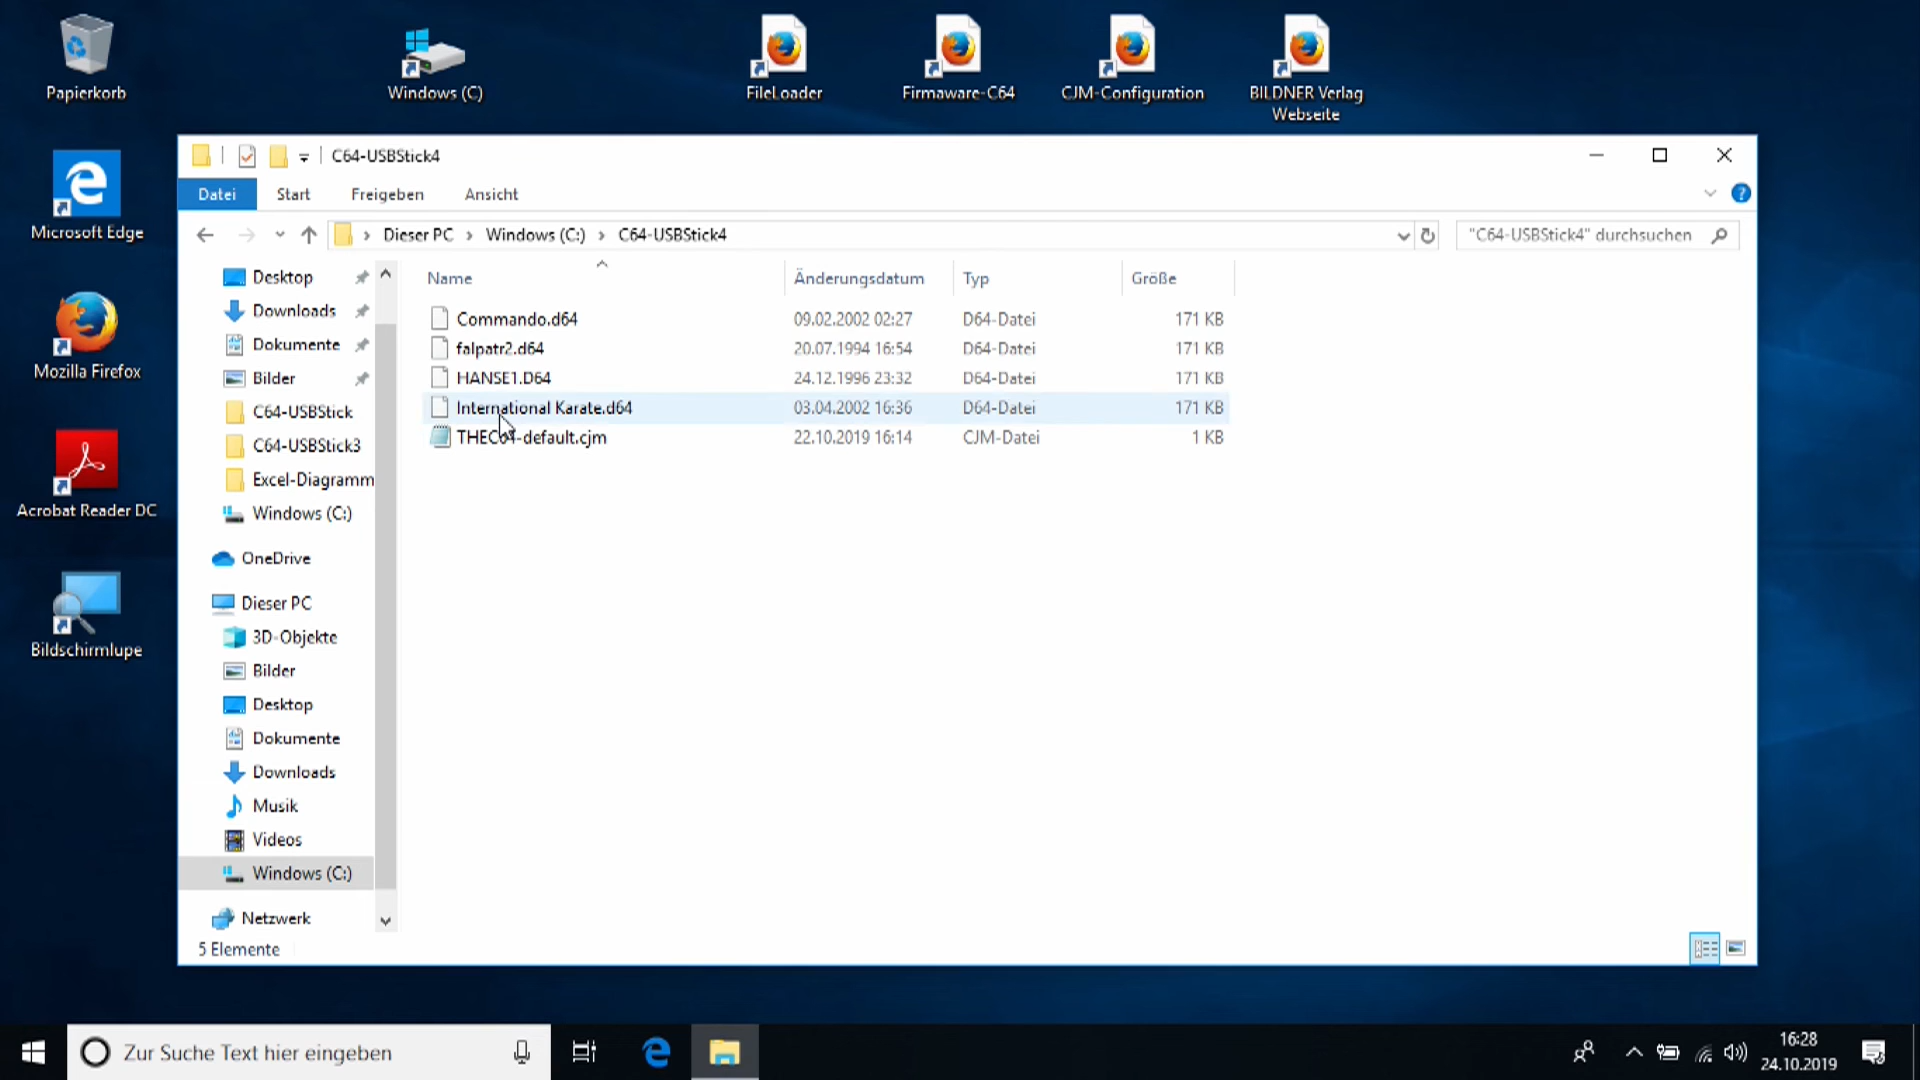 Papierkorb
Windows (C)
FileLoader
Firmaware-C64
CJM-Configuration
BILDNER Verlag
Webseite
Microsoft Edge
Mozilla Firefox
Acrobat Reader DC
Bildschirmlupe
C64-USBStick4
Datei
Start
Freigeben
Ansicht
Dieser PC > Windows (C:) > C64-USBStick4
"C64-USBStick4" durchsuchen
Desktop
Downloads
Dokumente
Bilder
C64-USBStick
C64-USBStick3
Excel-Diagramm
Windows (C:)
OneDrive
Dieser PC
3D-Objekte
Bilder
Desktop
Dokumente
Downloads
Musik
Videos
Windows (C:)
Netzwerk
Name Änderungsdatum Typ Größe
Commando.d64 09.02.2002 02:27 D64-Datei 171 KB
falpatr2.d64 20.07.1994 16:54 D64-Datei 171 KB
HANSE1.D64 24.12.1996 23:32 D64-Datei 171 KB
International Karate.d64 03.04.2002 16:36 D64-Datei 171 KB
THEC64-default.cjm 22.10.2019 16:14 CJM-Datei 1 KB
5 Elemente
Zur Suche Text hier eingeben
16:28
24.10.2019